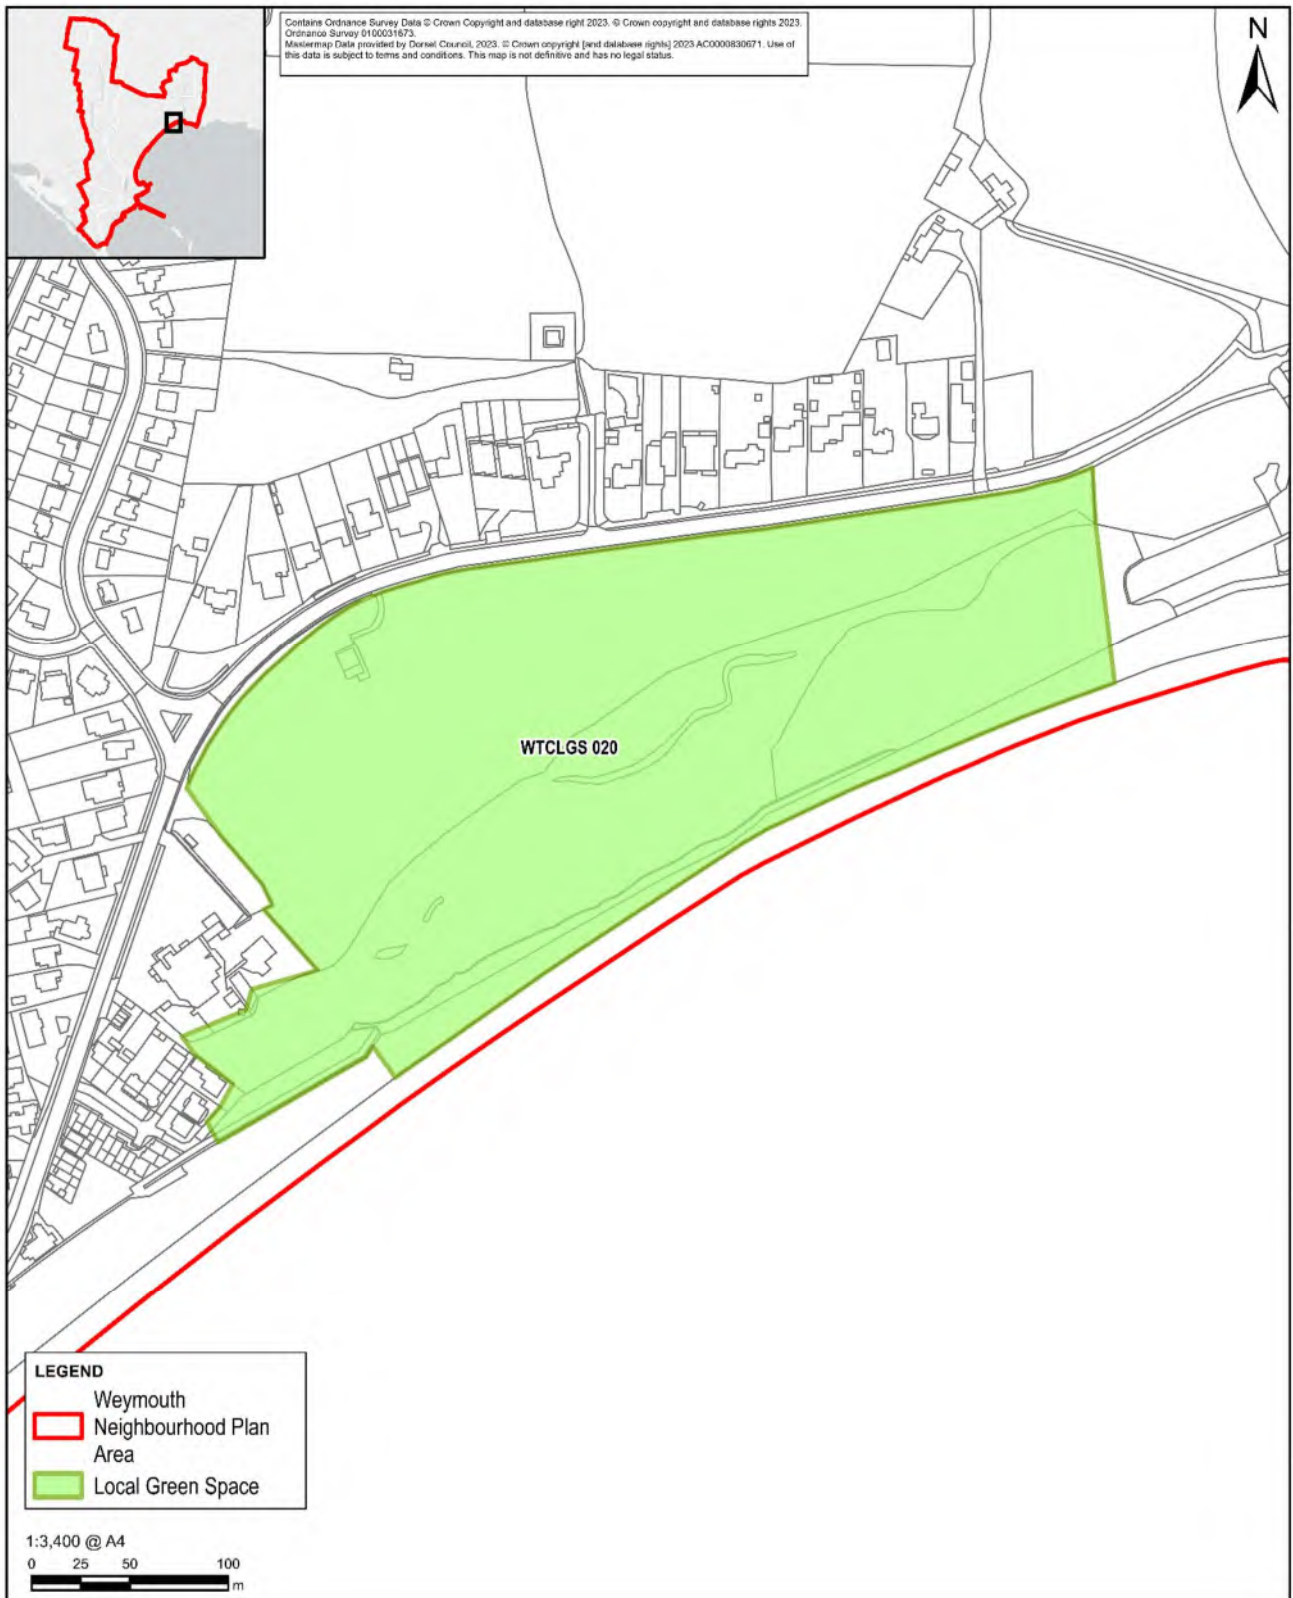 Contains Ordnance Survey Data © Crown Copyright and database right 2023. © Crown copyright and database rights 2023.
Ordnance Survey 0100031673.
Mastermap Data provided by Dorset Council, 2023. © Crown copyright [and database rights] 2023 AC0000830671. Use of
this data is subject to terms and conditions. This map is not definitive and has no legal status.
N
WTCLGS 020
LEGEND
Weymouth
Neighbourhood Plan
Area
Local Green Space
1:3,400 @ A4
0 25 50 100
m